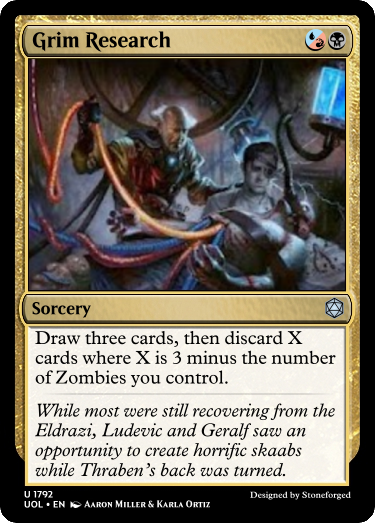 Grim Research
Sorcery
Draw three cards, then discard X
cards where X is 3 minus the number
of Zombies you control.
While most were still recovering from the
Eldrazi, Ludevic and Geralf saw an
opportunity to create horrific skaabs
while Thraben's back was turned.
U 1792
Designed by Stoneforged
UOL • EN Aaron Miller & Karla Ortiz